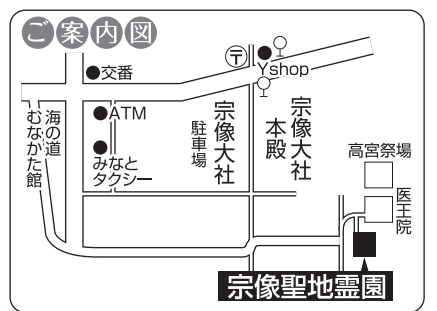 ご案内図
〒
Yshop
交番
ATM
みなと
タクシー
海の道
むなかた館
宗像大社
駐車場
宗像大社
本殿
高宮祭場
医王院
宗像聖地霊園